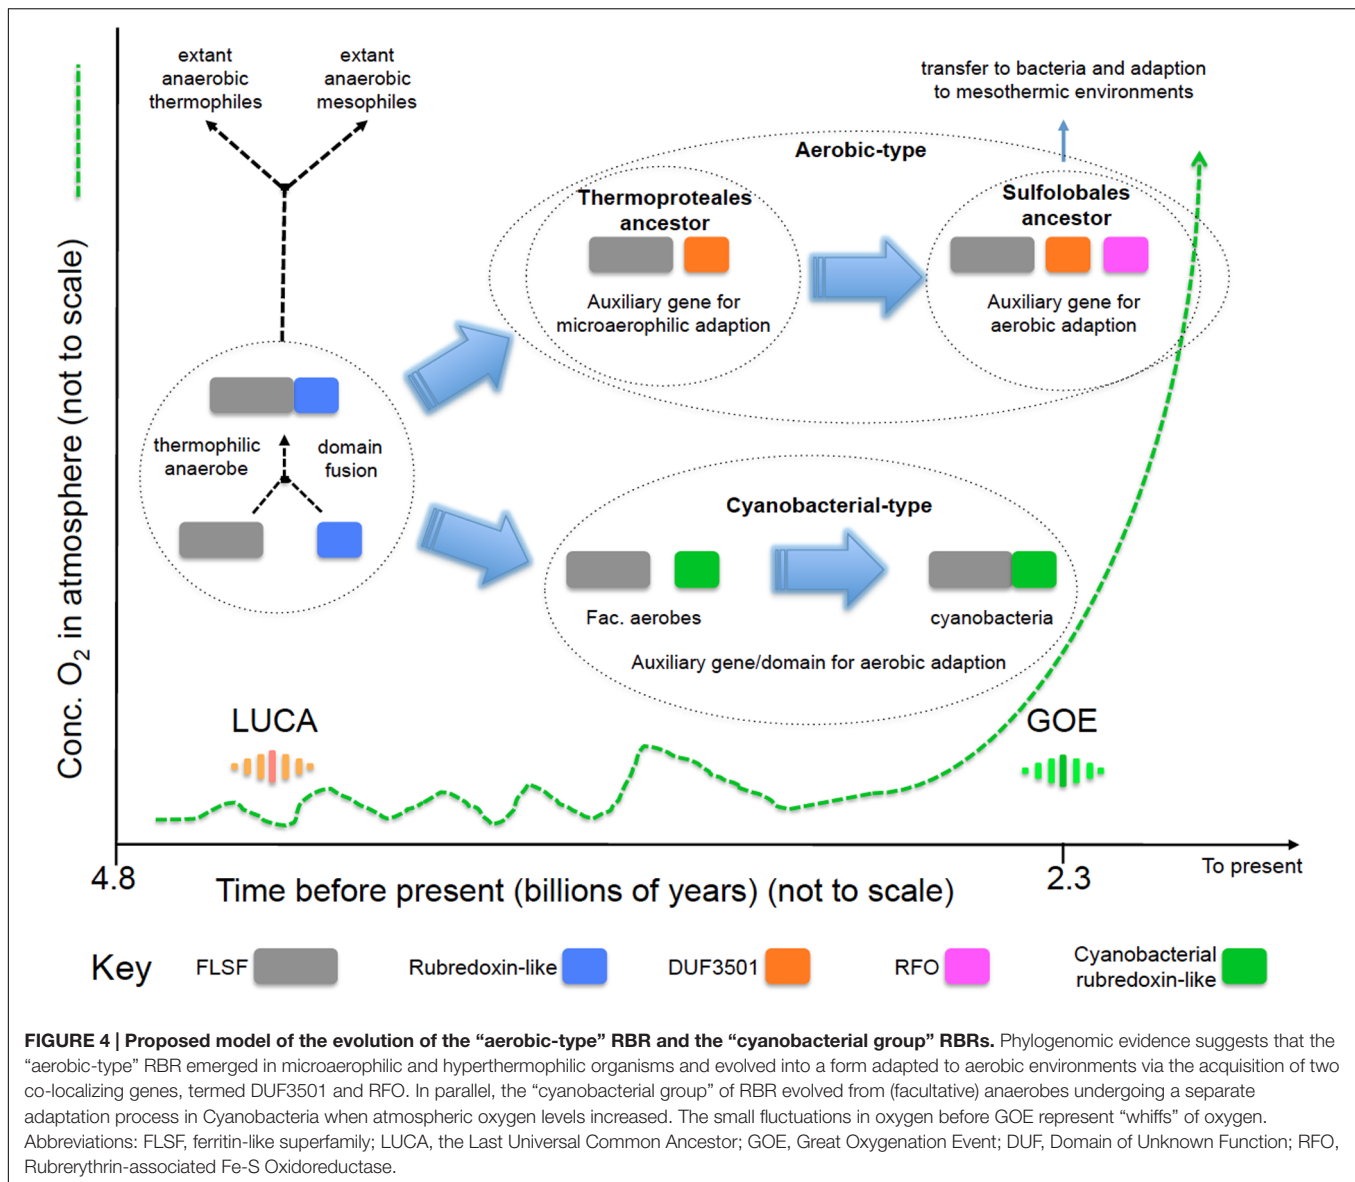 extant
anaerobic
thermophiles
extant
anaerobic
mesophiles
transfer to bacteria and adaption
to mesothermic environments
Aerobic-type
Thermoproteales
ancestor
Auxiliary gene for
microaerophilic adaption
Sulfolobales
ancestor
Auxiliary gene for
aerobic adaption
Conc. O2 in atmosphere (not to scale)
thermophilic
anaerobe
domain
fusion
Cyanobacterial-type
Fac. aerobes
cyanobacteria
Auxiliary gene/domain for aerobic adaption
LUCA
GOE
4.8
Time before present (billions of years) (not to scale)
2.3
To present
Key
FLSF
Rubredoxin-like
DUF3501
RFO
Cyanobacterial
rubredoxin-like
FIGURE 4 | Proposed model of the evolution of the “aerobic-type” RBR and the “cyanobacterial group” RBRs. Phylogenomic evidence suggests that the
“aerobic-type” RBR emerged in microaerophilic and hyperthermophilic organisms and evolved into a form adapted to aerobic environments via the acquisition of two
co-localizing genes, termed DUF3501 and RFO. In parallel, the “cyanobacterial group” of RBR evolved from (facultative) anaerobes undergoing a separate
adaptation process in Cyanobacteria when atmospheric oxygen levels increased. The small fluctuations in oxygen before GOE represent “whiffs” of oxygen.
Abbreviations: FLSF, ferritin-like superfamily; LUCA, the Last Universal Common Ancestor; GOE, Great Oxygenation Event; DUF, Domain of Unknown Function; RFO,
Rubrerythrin-associated Fe-S Oxidoreductase.